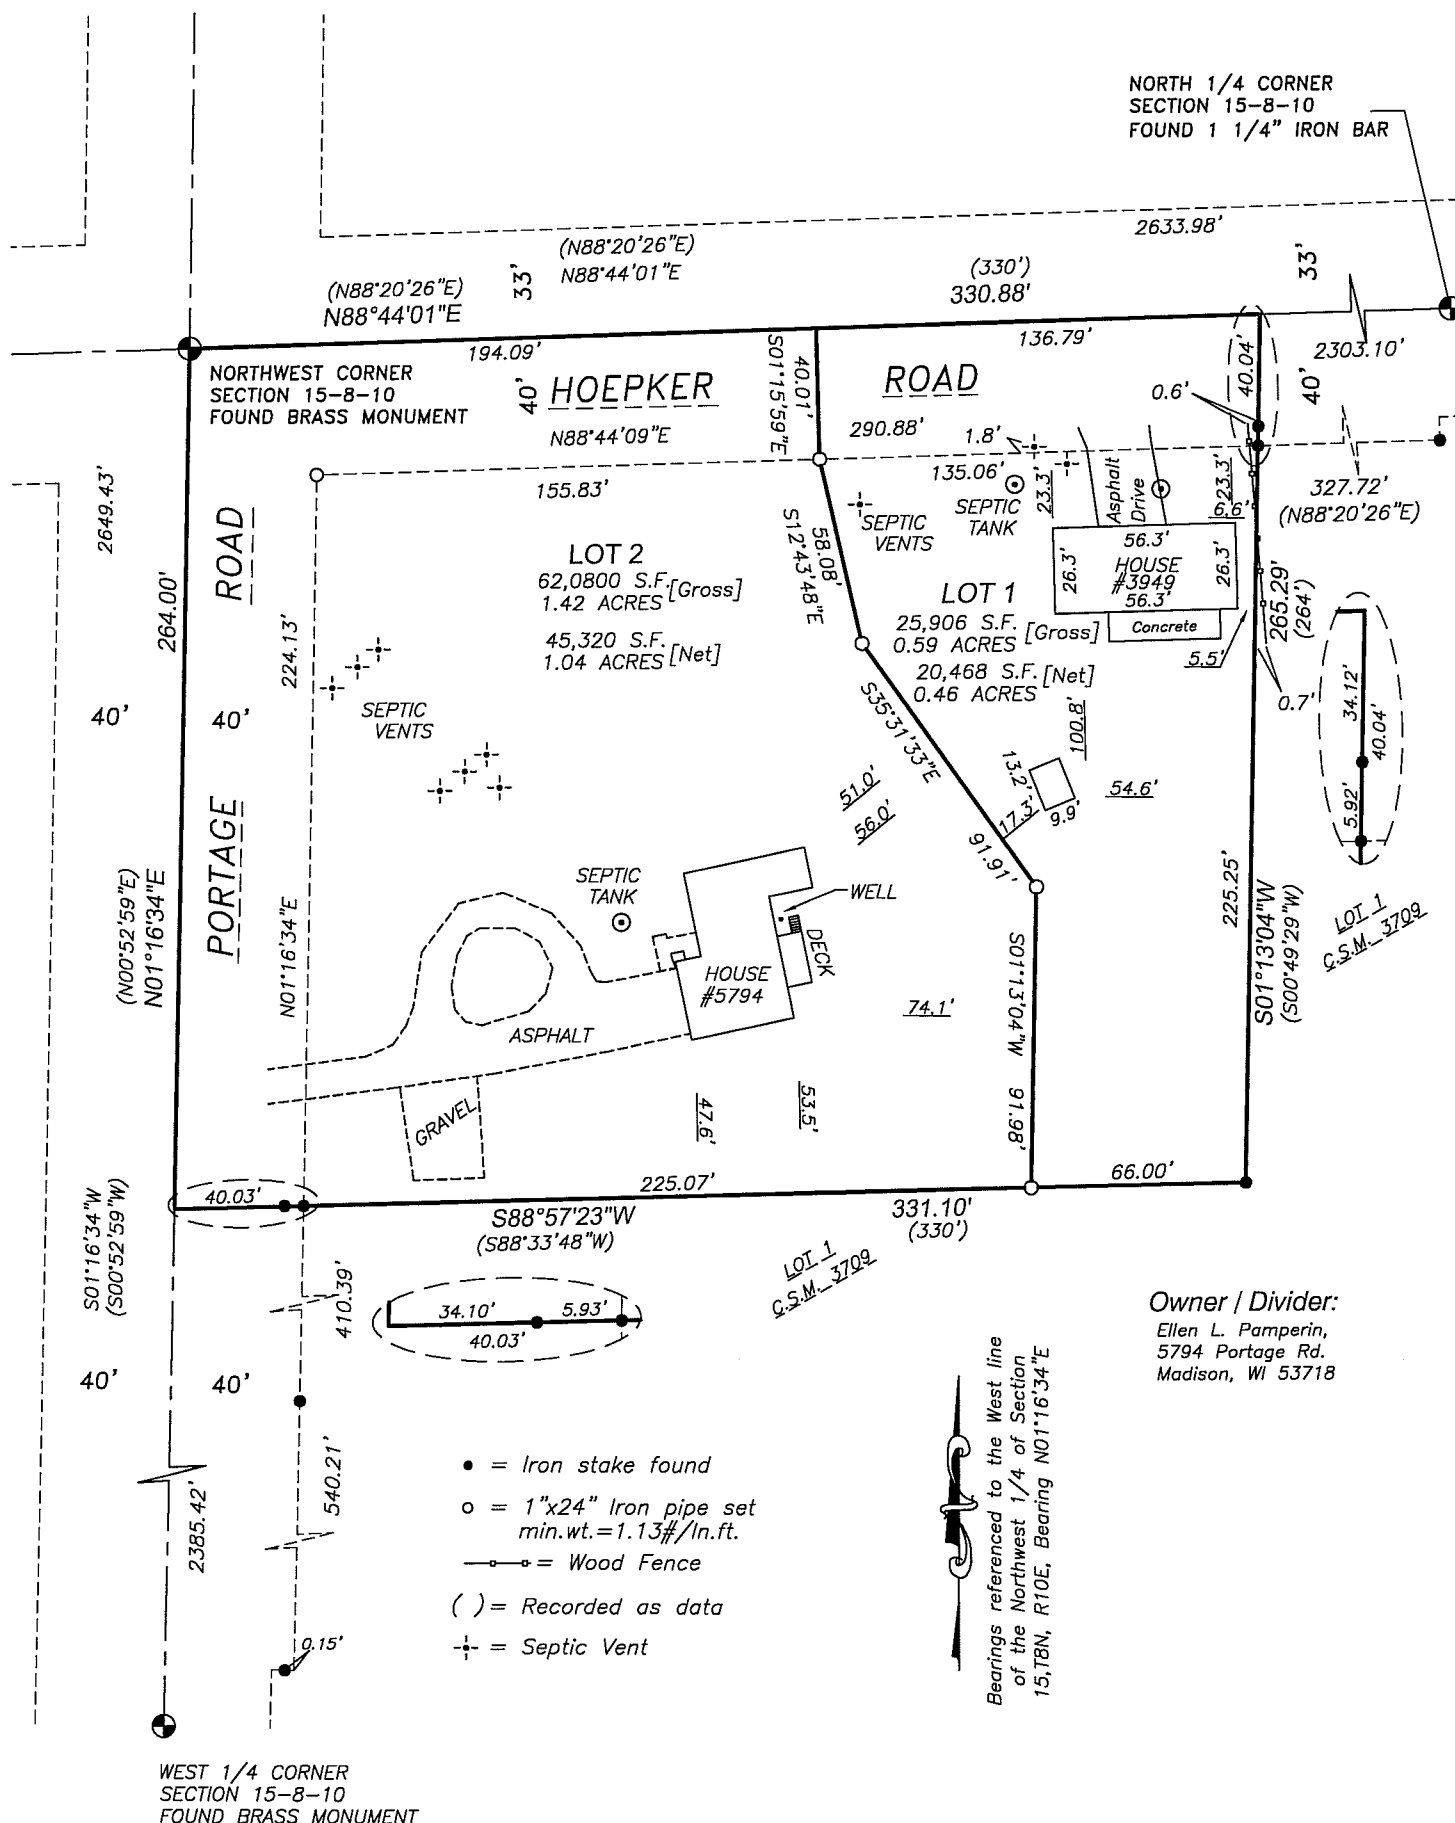 NORTH 1/4 CORNER
SECTION 15-8-10
FOUND 1 1/4" IRON BAR
2633.98'
(N88°20'26"E)
N88°44'01"E
33'
(N88°20'26"E)
N88°44'01"E
(330')
330.88'
33'
194.09'
136.79'
2303.10'
NORTHWEST CORNER
SECTION 15-8-10
FOUND BRASS MONUMENT
40'
HOEPKER
ROAD
S01°15'59"E
40.01'
40.04'
40'
0.6'
N88°44'09"E
290.88'
1.8'
135.06'
155.83'
327.72'
(N88°20'26"E)
2649.43'
264.00'
ROAD
PORTAGE
224.13'
LOT 2
62,0800 S.F. [Gross]
1.42 ACRES
45,320 S.F. [Net]
1.04 ACRES
58.08'
S12°43'48"E
SEPTIC
VENTS
SEPTIC
TANK
23.3'
Asphalt
Drive
23.3'
6.6'
56.3'
26.3'
HOUSE
#3949
26.3'
56.3'
Concrete
LOT 1
25,906 S.F. [Gross]
0.59 ACRES
20,468 S.F. [Net]
0.46 ACRES
5.5'
265.29'
(264')
0.7'
34.12'
40.04'
5.92'
SEPTIC
VENTS
40'
40'
S35°31'33"E
91.91'
100.8'
13.2'
17.3'
9.9'
54.6'
51.0'
56.0'
(N00°52'59"E)
N01°16'34"E
N01°16'34"E
SEPTIC
TANK
WELL
DECK
HOUSE
#5794
ASPHALT
GRAVEL
74.1'
47.6'
53.5'
S01°13'04"W
91.98'
225.25'
S01°13'04"W
(S00°49'29"W)
LOT 1
C.S.M. 3709
40.03'
225.07'
66.00'
S88°57'23"W
(S88°33'48"W)
331.10'
(330')
S01°16'34"W
(S00°52'59"W)
410.39'
34.10'
5.93'
40.03'
LOT 1
C.S.M. 3709
40'
40'
540.21'
2385.42'
0.15'
Owner / Divider:
Ellen L. Pamperin,
5794 Portage Rd.
Madison, WI 53718
● = Iron stake found
○ = 1"x24" Iron pipe set
min.wt.=1.13#/ln.ft.
= Wood Fence
( ) = Recorded as data
= Septic Vent
Bearings referenced to the West line
of the Northwest 1/4 of Section
15,T8N, R10E, Bearing N01°16'34"E
WEST 1/4 CORNER
SECTION 15-8-10
FOUND BRASS MONUMENT